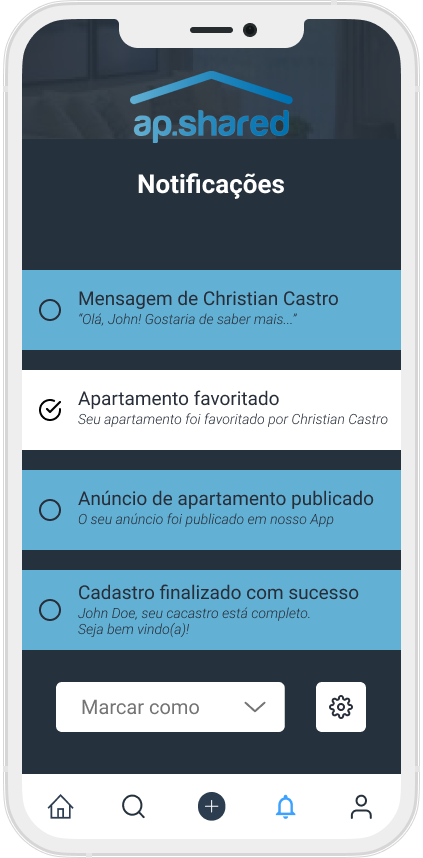 ap.shared
Notificações
Mensagem de Christian Castro
“Olá, John! Gostaria de saber mais...”
Apartamento favoritado
Seu apartamento foi favoritado por Christian Castro
Anúncio de apartamento publicado
O seu anúncio foi publicado em nosso App
Cadastro finalizado com sucesso
John Doe, seu cacastro está completo.
Seja bem vindo(a)!
Marcar como